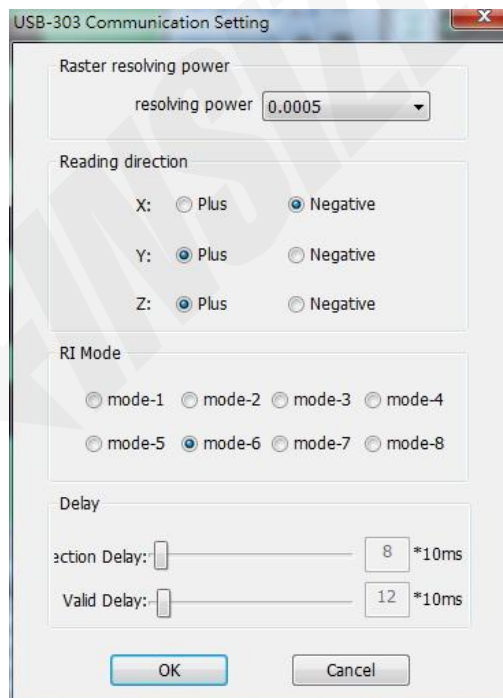 USB-303 Communication Setting
Raster resolving power
resolving power 0.0005
Reading direction
X: Plus Negative
Y: Plus Negative
Z: Plus Negative
RI Mode
mode-1 mode-2 mode-3 mode-4
mode-5 mode-6 mode-7 mode-8
Delay
ection Delay: 8 *10ms
Valid Delay: 12 *10ms
OK Cancel